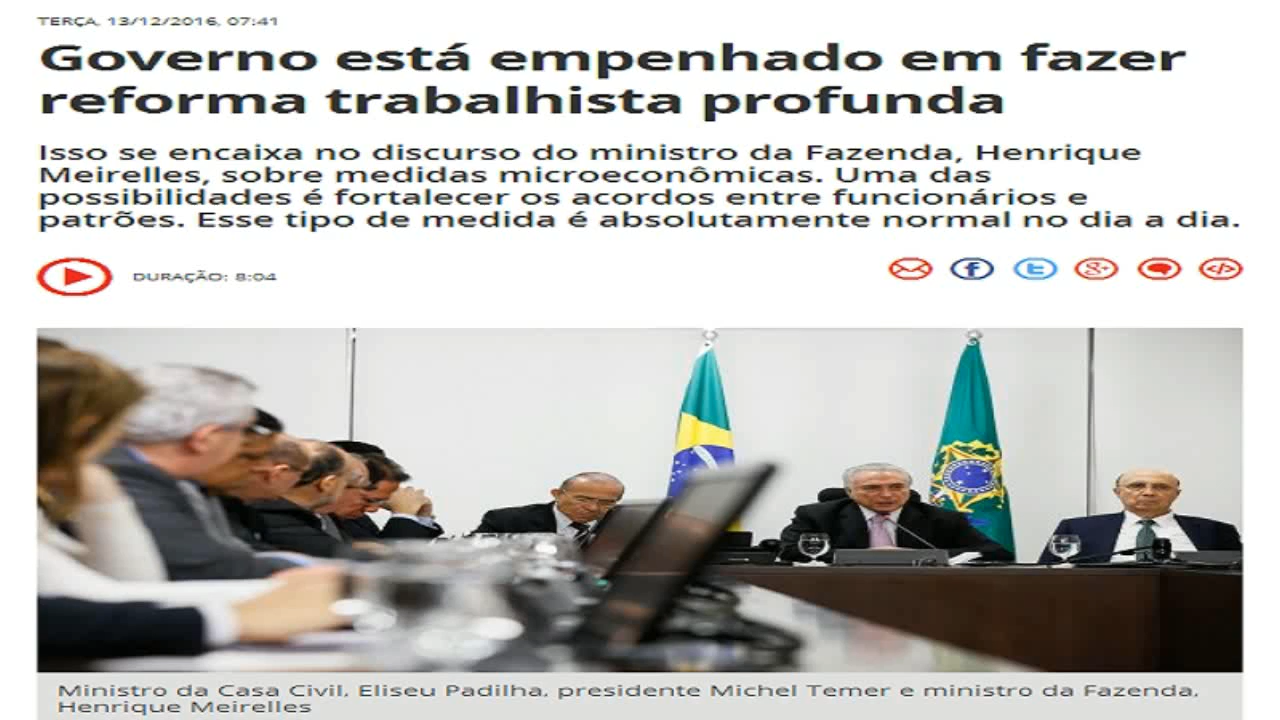 TERÇA, 13/12/2016, 07:41
Governo está empenhado em fazer
reforma trabalhista profunda
Isso se encaixa no discurso do ministro da Fazenda, Henrique
Meirelles, sobre medidas microeconômicas. Uma das
possibilidades é fortalecer os acordos entre funcionários e
patrões. Esse tipo de medida é absolutamente normal no dia a dia.
DURAÇÃO: 8:04
Ministro da Casa Civil, Eliseu Padilha, presidente Michel Temer e ministro da Fazenda,
Henrique Meirelles